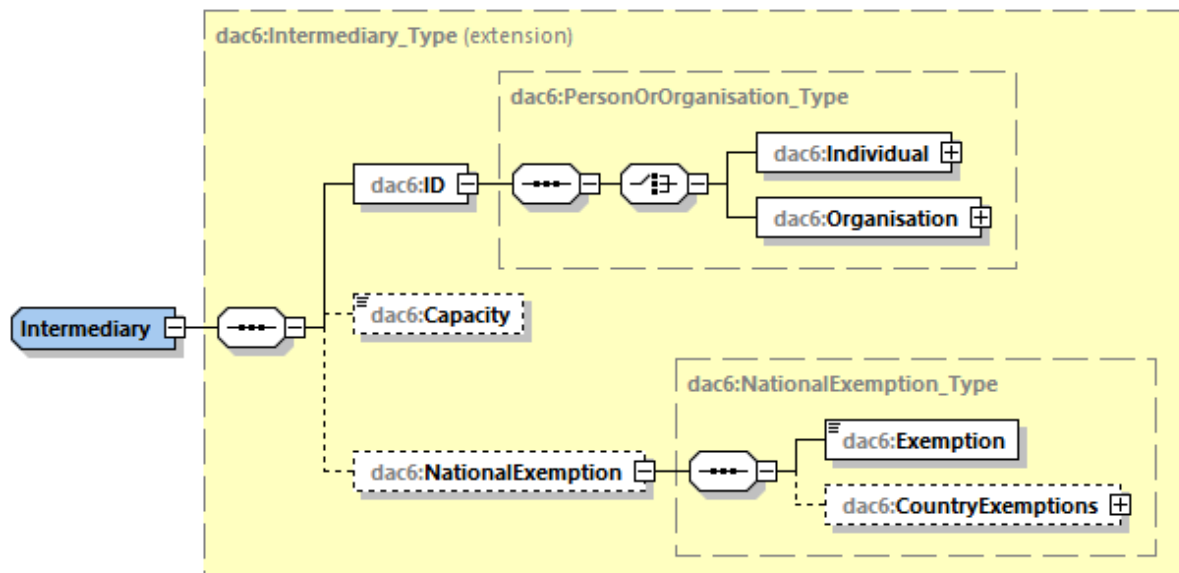 dac6:Intermediary_Type (extension)
dac6:PersonOrOrganisation_Type
dac6:Individual
dac6:ID
dac6:Organisation
Intermediary
dac6:Capacity
dac6:NationalExemption_Type
dac6:Exemption
dac6:NationalExemption
dac6:CountryExemptions